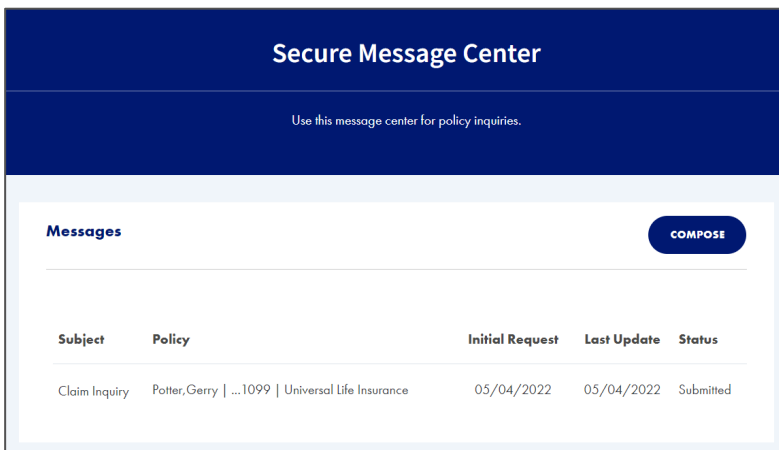 Secure Message Center
Use this message center for policy inquiries.
Messages
COMPOSE
Subject Policy Initial Request Last Update Status
Claim Inquiry Potter,Gerry | ...1099 | Universal Life Insurance 05/04/2022 05/04/2022 Submitted